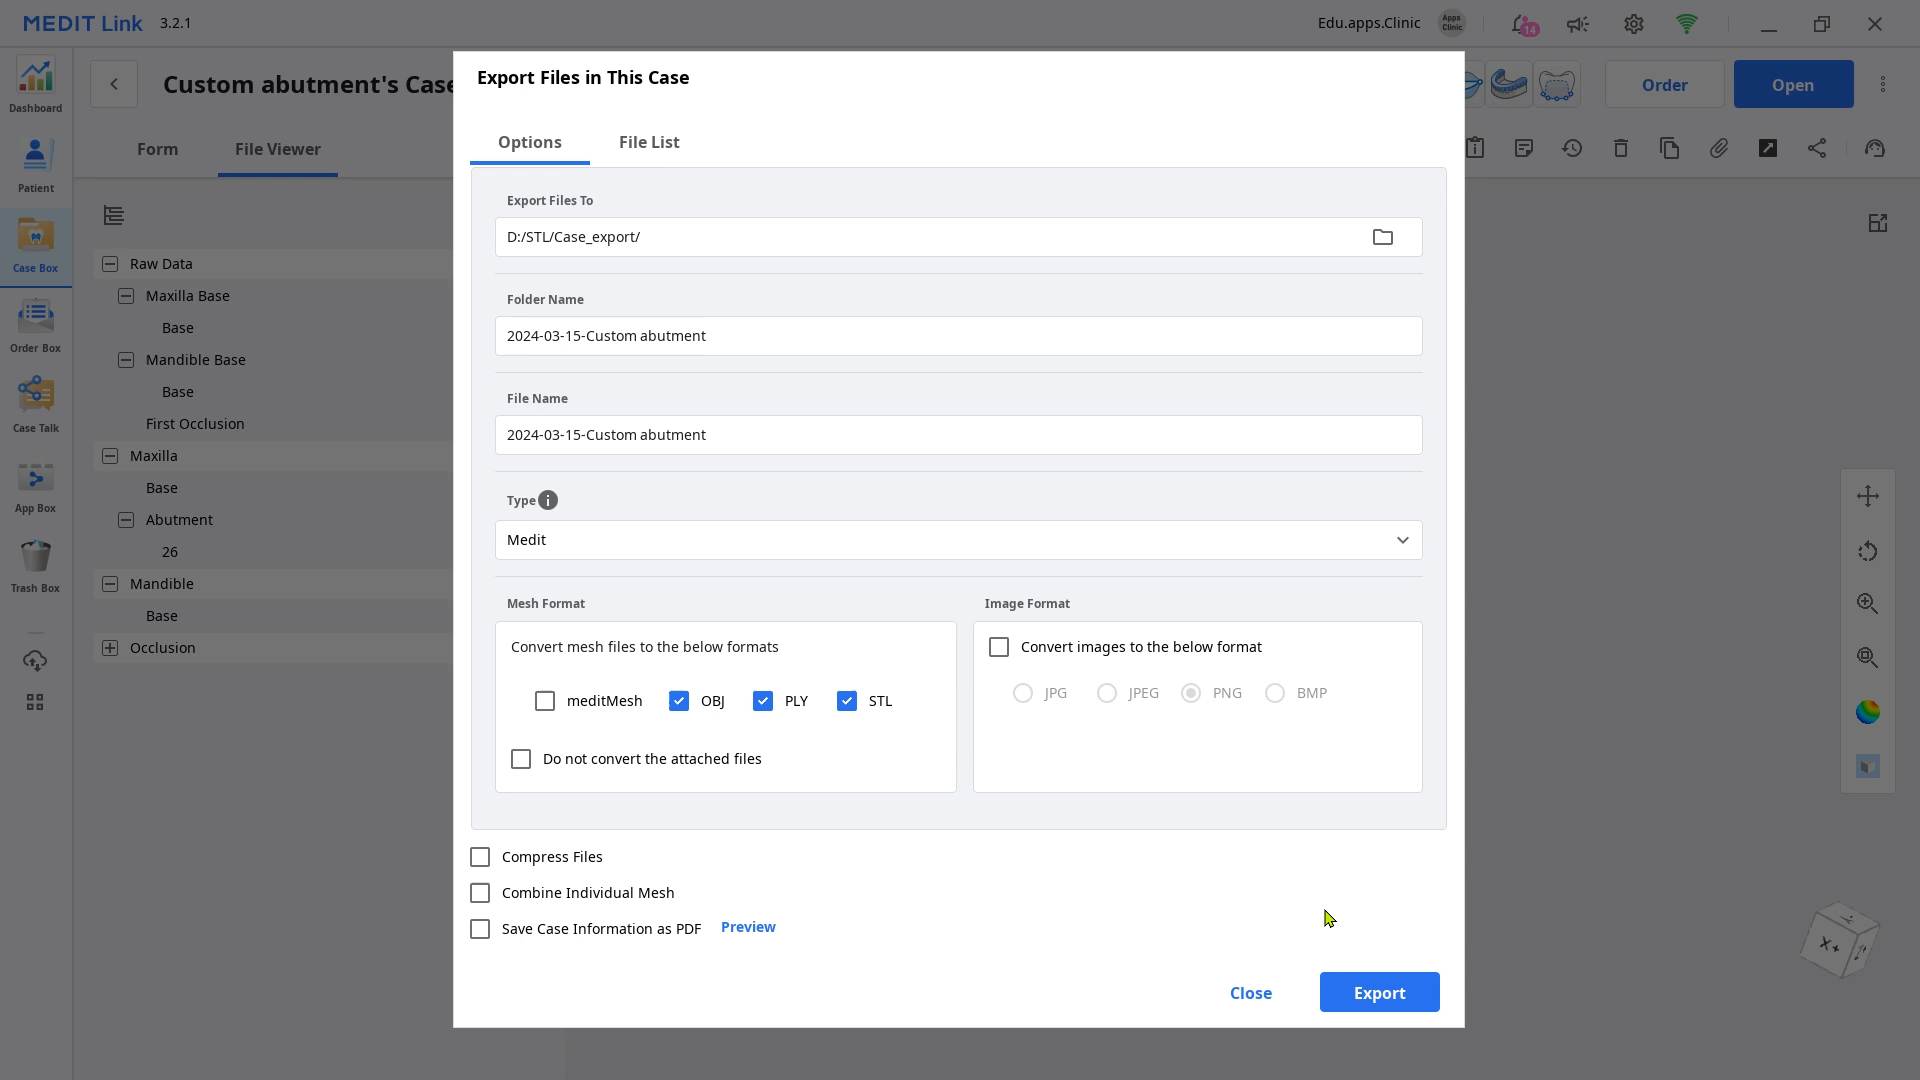 MEDIT Link 3.2.1
Edu.apps.Clinic
Apps Clinic
14
Dashboard
Patient
Case Box
Order Box
Case Talk
App Box
Trash Box
Custom abutment's Case
Order
Open
Form
File Viewer
Raw Data
Maxilla Base
Base
Mandible Base
Base
First Occlusion
Maxilla
Base
Abutment
26
Mandible
Base
Occlusion
Export Files in This Case
Options
File List
Export Files To
D:/STL/Case_export/
Folder Name
2024-03-15-Custom abutment
File Name
2024-03-15-Custom abutment
Type
Medit
Mesh Format
Convert mesh files to the below formats
meditMesh OBJ PLY STL
Do not convert the attached files
Image Format
Convert images to the below format
JPG JPEG PNG BMP
Compress Files
Combine Individual Mesh
Save Case Information as PDF Preview
Close
Export
X+